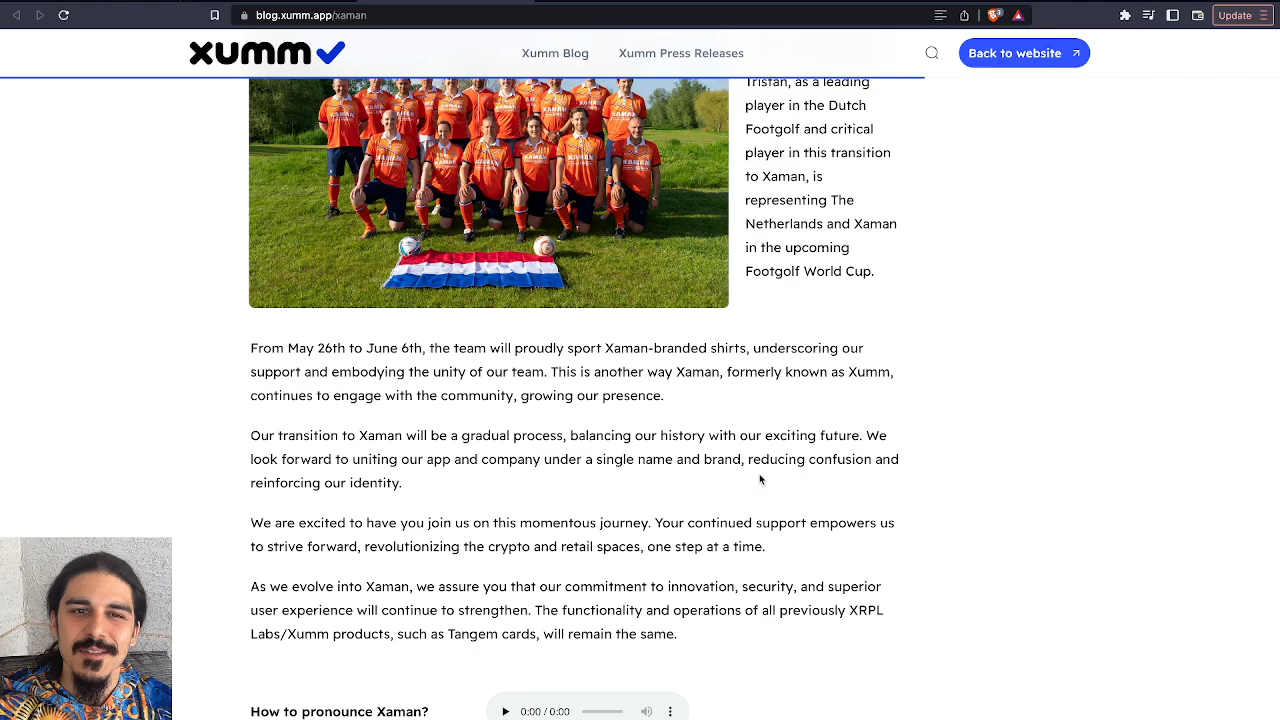 blog.xumm.app/xaman
3
Update
xumm
Xumm Blog
Xumm Press Releases
Back to website
Tristan, as a leading
player in the Dutch
Footgolf and critical
player in this transition
to Xaman, is
representing The
Netherlands and Xaman
in the upcoming
Footgolf World Cup.
XAMAN
XAMAN
XAMAN
XAMAN
XAMAN
XAMAN
From May 26th to June 6th, the team will proudly sport Xaman-branded shirts, underscoring our
support and embodying the unity of our team. This is another way Xaman, formerly known as Xumm,
continues to engage with the community, growing our presence.
Our transition to Xaman will be a gradual process, balancing our history with our exciting future. We
look forward to uniting our app and company under a single name and brand, reducing confusion and
reinforcing our identity.
We are excited to have you join us on this momentous journey. Your continued support empowers us
to strive forward, revolutionizing the crypto and retail spaces, one step at a time.
As we evolve into Xaman, we assure you that our commitment to innovation, security, and superior
user experience will continue to strengthen. The functionality and operations of all previously XRPL
Labs/Xumm products, such as Tangem cards, will remain the same.
How to pronounce Xaman?
0:00 / 0:00